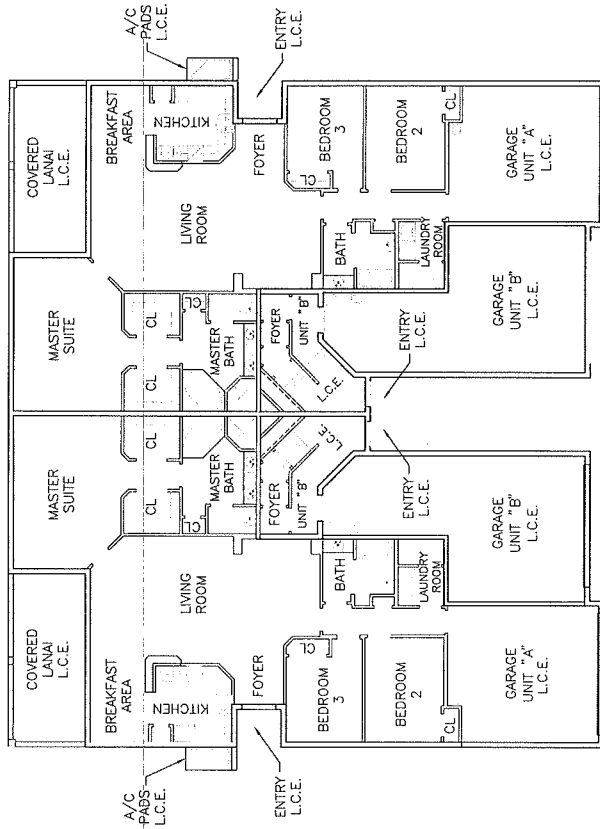 A/C
PADS
L.C.E.
ENTRY
L.C.E.
COVERED
LANAI
L.C.E.
BREAKFAST
AREA
KITCHEN
FOYER
BEDROOM
3
CL
BEDROOM
2
CL
GARAGE
UNIT "A"
L.C.E.
LIVING
ROOM
BATH
LAUNDRY
ROOM
MASTER
SUITE
CL
CL
CL
MASTER
BATH
FOYER
UNIT "B"
L.C.E.
ENTRY
L.C.E.
GARAGE
UNIT "B"
L.C.E.
MASTER
SUITE
CL
CL
CL
MASTER
BATH
FOYER
UNIT "B"
L.C.E.
ENTRY
L.C.E.
GARAGE
UNIT "B"
L.C.E.
LIVING
ROOM
BATH
LAUNDRY
ROOM
COVERED
LANAI
L.C.E.
BREAKFAST
AREA
KITCHEN
FOYER
CL
BEDROOM
3
BEDROOM
2
CL
GARAGE
UNIT "A"
L.C.E.
A/C
PADS
L.C.E.
ENTRY
L.C.E.